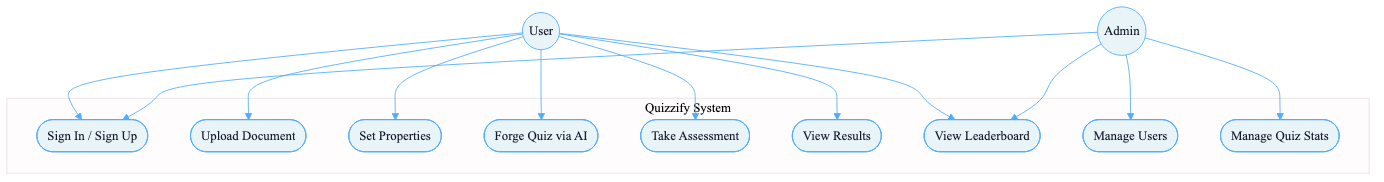 User
Admin
Quizzify System
Sign In / Sign Up
Upload Document
Set Properties
Forge Quiz via AI
Take Assessment
View Results
View Leaderboard
Manage Users
Manage Quiz Stats